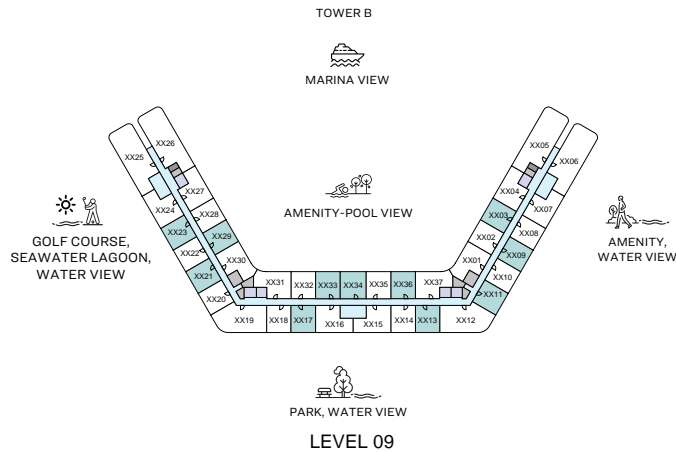 TOWER B
MARINA VIEW
XX26
XX25
XX27
XX24
XX28
XX23
XX29
XX22
XX30
XX21
XX20
XX19
XX31
XX32
XX33
XX34
XX35
XX36
XX37
XX18
XX17
XX16
XX15
XX14
XX13
XX12
XX05
XX06
XX04
XX07
XX03
XX08
XX02
XX09
XX01
XX10
XX11
AMENITY-POOL VIEW
GOLF COURSE,
SEAWATER LAGOON,
WATER VIEW
AMENITY,
WATER VIEW
PARK, WATER VIEW
LEVEL 09